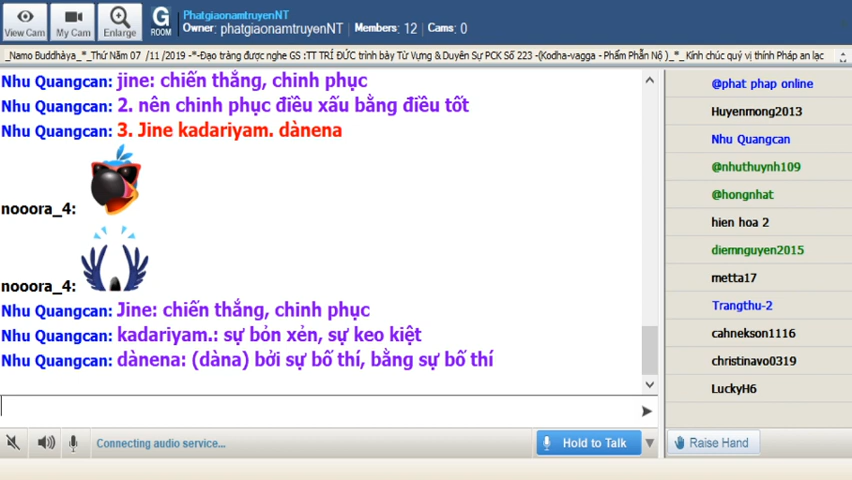 View Cam
My Cam
Enlarge
G
ROOM
PhatgiaonamtruyenNT
Owner: phatgiaonamtruyenNT | Members: 12 | Cams: 0
_Namo Buddhàya_*_Thứ Năm 07 /11 /2019 -*-Đạo tràng được nghe GS :TT TRÍ ĐỨC trình bày Từ Vựng & Duyên Sự PCK Số 223 -(Kodha-vagga - Phẩm Phẫn Nộ )_*_ Kính chúc quý vị thính Pháp an lạc
Nhu Quangcan: jine: chiến thắng, chinh phục
Nhu Quangcan: 2. nên chinh phục điều xấu bằng điều tốt
Nhu Quangcan: 3. Jine kadariyam. dànena
nooora_4:
nooora_4:
Nhu Quangcan: Jine: chiến thắng, chinh phục
Nhu Quangcan: kadariyam.: sự bỏn xẻn, sự keo kiệt
Nhu Quangcan: dànena: (dàna) bởi sự bố thí, bằng sự bố thí
@phat phap online
Huyenmong2013
Nhu Quangcan
@nhuthuynh109
@hongnhat
hien hoa 2
diemnguyen2015
metta17
Trangthu-2
cahnekson1116
christinavo0319
LuckyH6
Connecting audio service...
Hold to Talk
Raise Hand